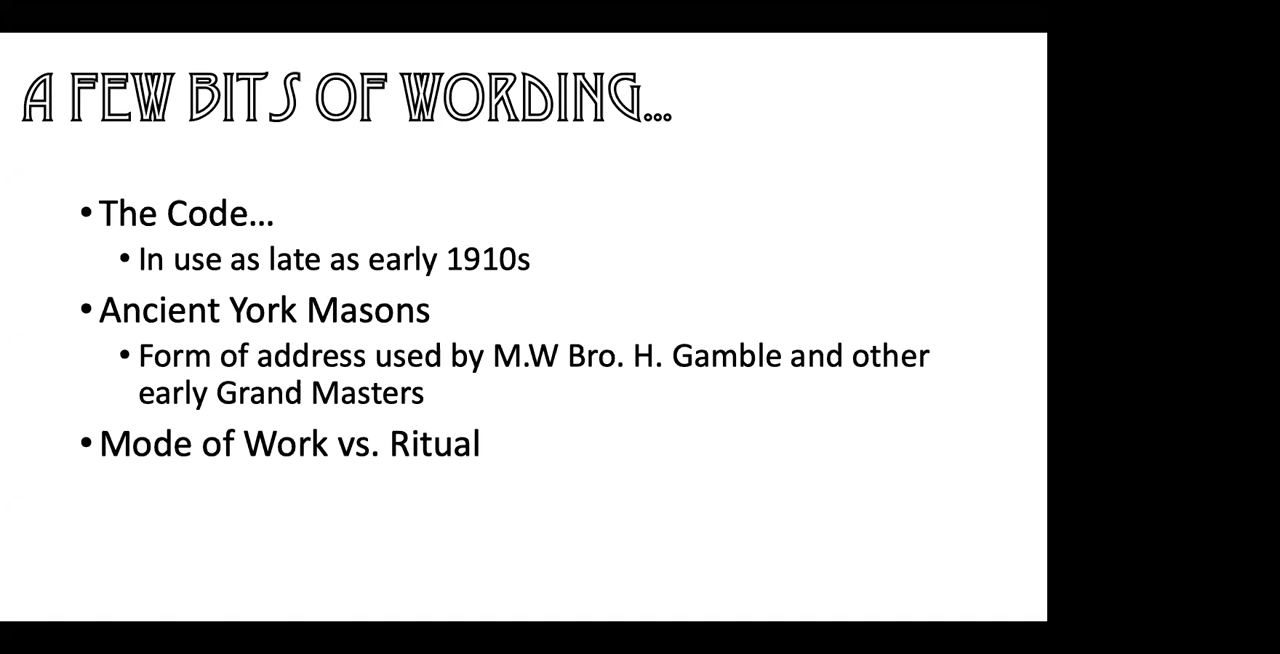 A FEW BITS OF WORDING...
• The Code...
• In use as late as early 1910s
• Ancient York Masons
• Form of address used by M.W Bro. H. Gamble and other
early Grand Masters
• Mode of Work vs. Ritual